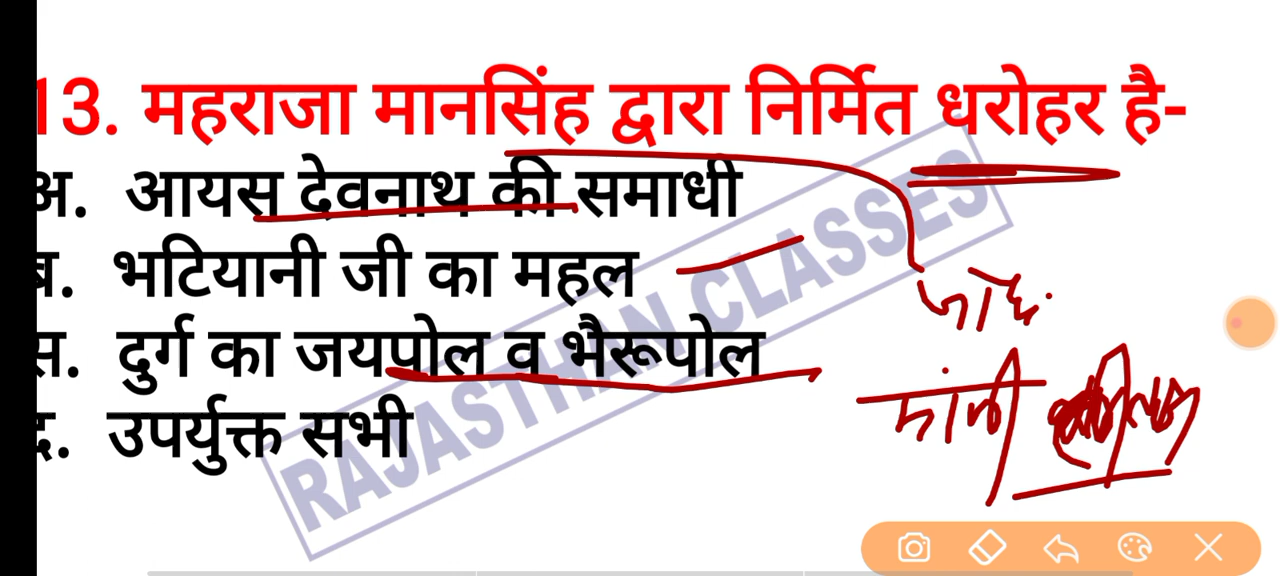 13. महराजा मानसिंह द्वारा निर्मित धरोहर है-
अ. आयस देवनाथ की समाधी
ब. भटियानी जी का महल
स. दुर्ग का जयपोल व भैरूपोल
द. उपर्युक्त सभी
RAJASTHAN CLASSES